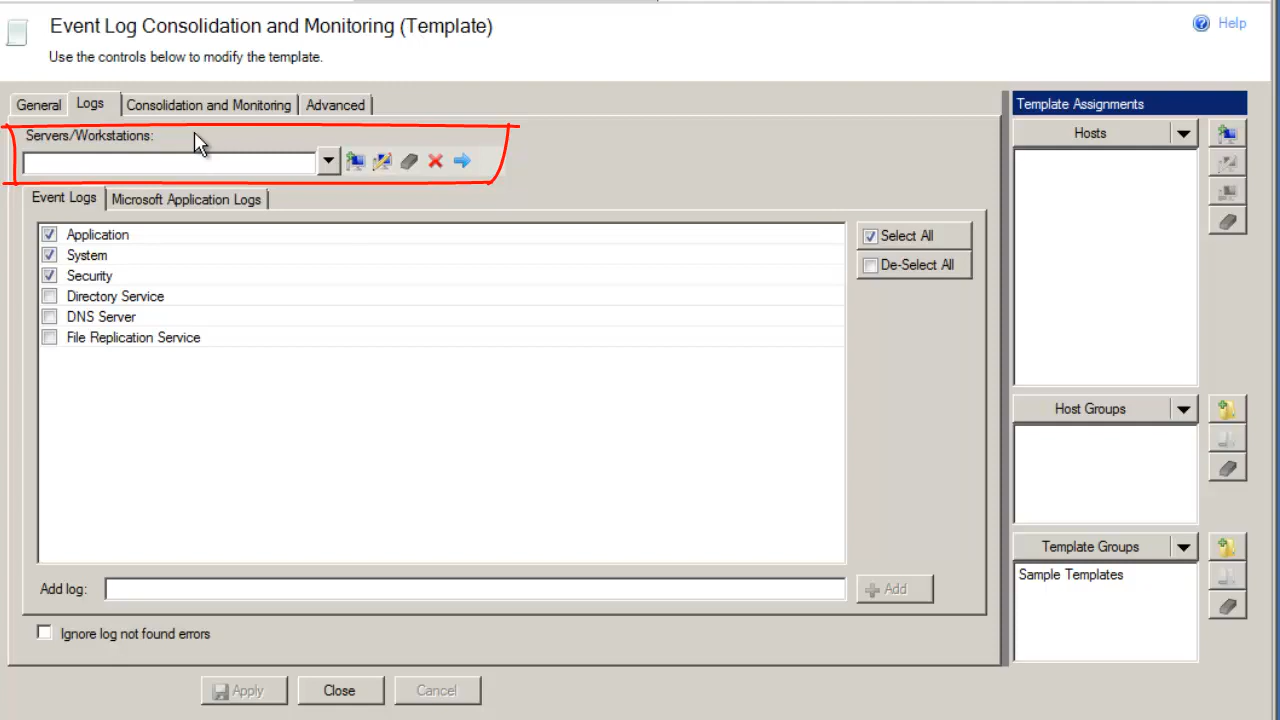 Event Log Consolidation and Monitoring (Template)
Help
Use the controls below to modify the template.
General
Logs
Consolidation and Monitoring
Advanced
Servers/Workstations:
Event Logs
Microsoft Application Logs
Application
System
Security
Directory Service
DNS Server
File Replication Service
Select All
De-Select All
Add log:
Add
Ignore log not found errors
Apply
Close
Cancel
Template Assignments
Hosts
Host Groups
Template Groups
Sample Templates